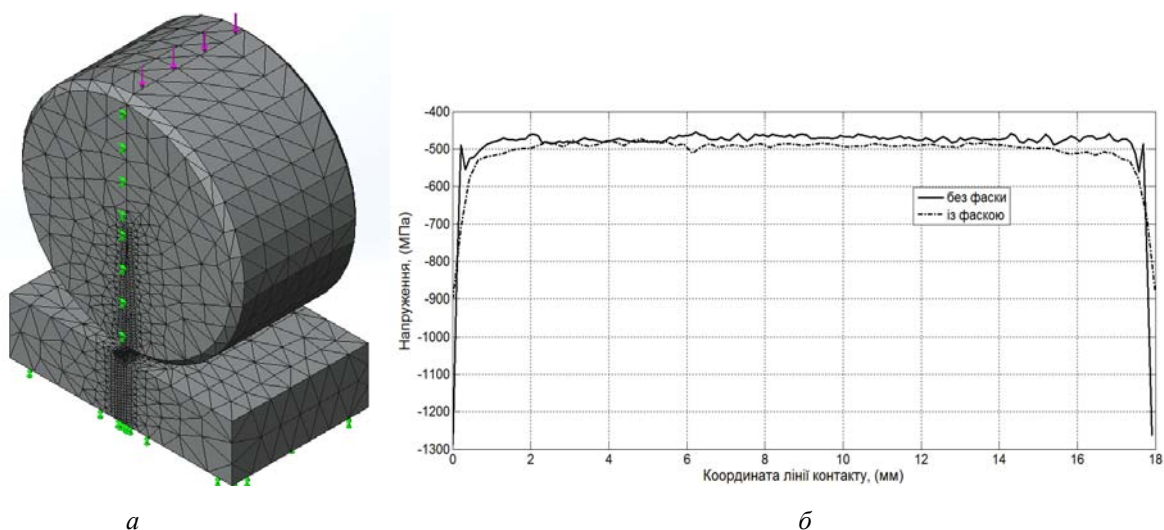 -400
-500
-600
-700
-800
-900
-1000
-1100
-1200
-1300
Напруження, (МПа)
без фаски
із фаскою
0 2 4 6 8 10 12 14 16 18
Координата лінії контакту, (мм)
а б